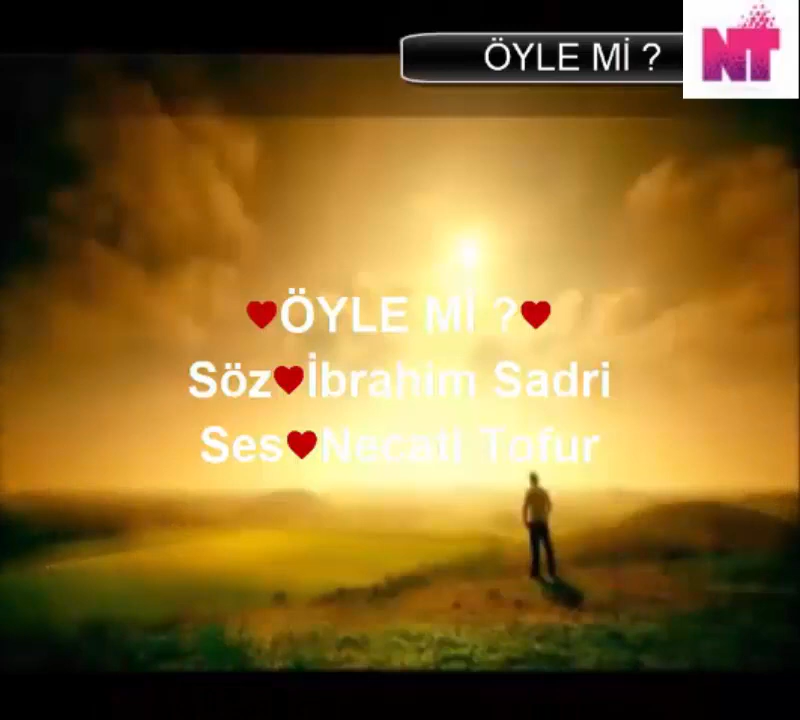 ÖYLE Mİ ?
NT
❤ÖYLE Mİ ?❤
Söz❤İbrahim Sadri
Ses❤Necati Tofur